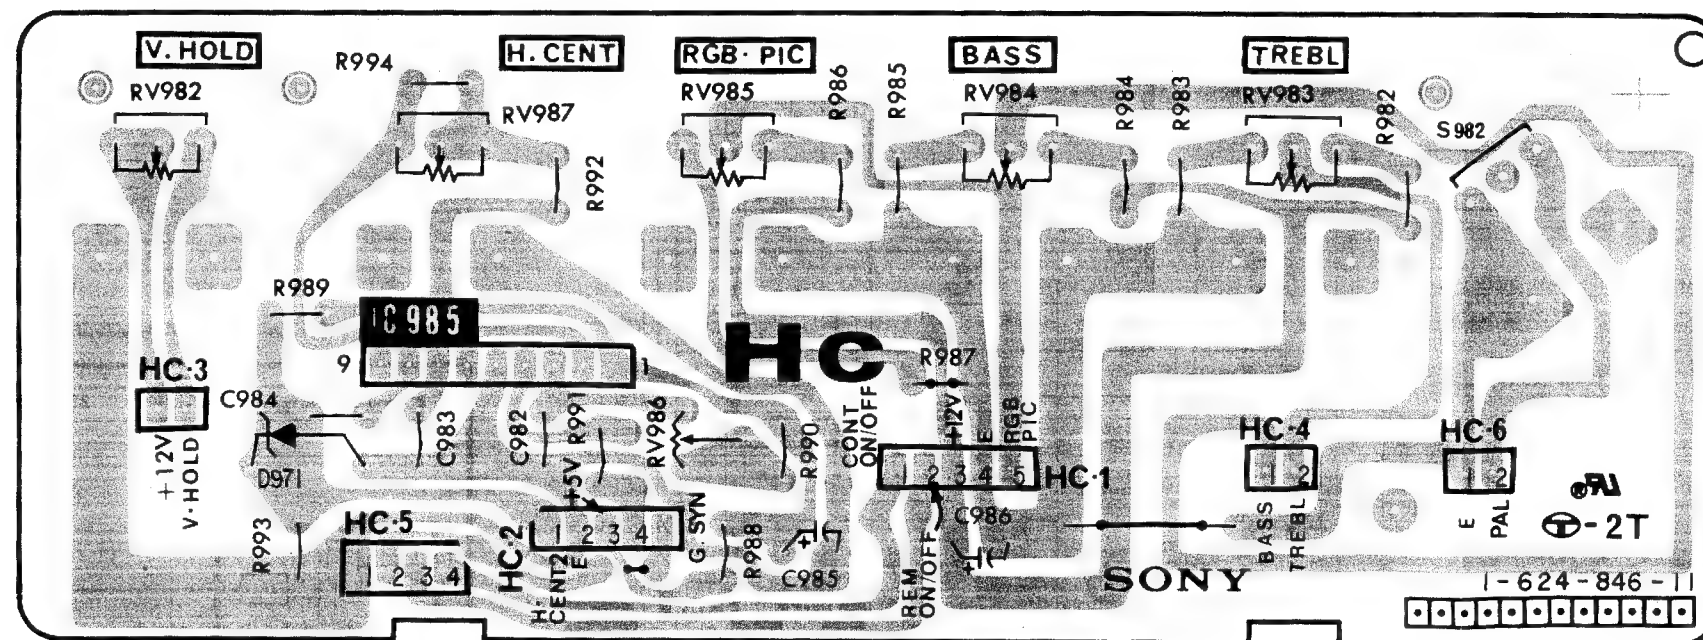 V. HOLD
R994
H. CENT
RGB· PIC
R986
R985
BASS
R984
R983
TREBL
R982
RV982
RV987
RV985
RV984
RV983
S982
R992
R989
IC985
9
1
HC·3
C984
+12V
V·HOLD
D971
C983
C982
R991
RV986
R990
HC
R987
CONT
ON/OFF
+12V
E
RGB
PIC
1 2 3 4 5
HC·1
HC·4
1 2
BASS
TREBL
HC·6
1 2
E
PAL
R993
HC·5
1 2 3 4
HC·2
+5V
1 2 3 4
H.
CENT2
E
G. SYN
R988
C985
REM
ON/OFF
C986
SONY
®
-2T
1-624-846-11